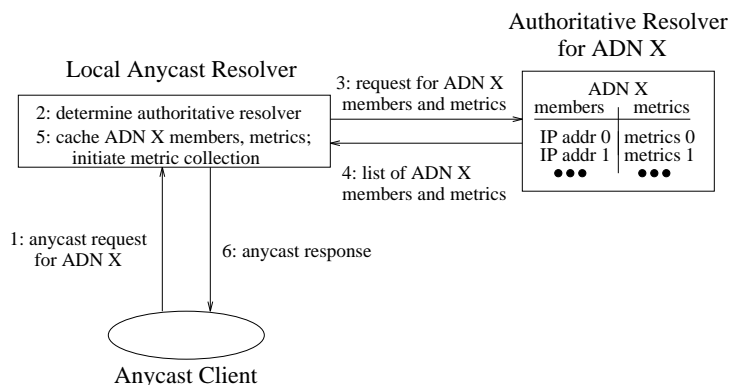 Authoritative Resolver
for ADN X
Local Anycast Resolver
2: determine authoritative resolver
5: cache ADN X members, metrics;
initiate metric collection
3: request for ADN X
members and metrics
ADN X
members metrics
IP addr 0 metrics 0
IP addr 1 metrics 1
4: list of ADN X
members and metrics
1: anycast request
for ADN X
6: anycast response
Anycast Client